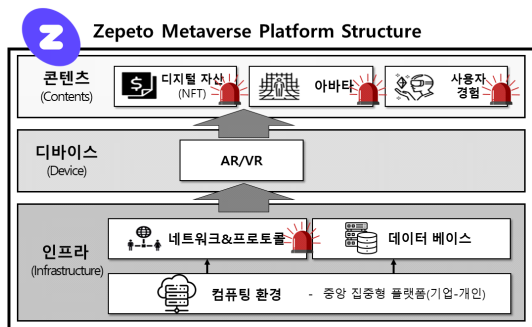 Z
Zepeto Metaverse Platform Structure
콘텐츠
(Contents)
$
디지털 자산
(NFT)
아바타
사용자
경험
디바이스
(Device)
AR/VR
인프라
(Infrastructure)
네트워크&프로토콜
데이터 베이스
컴퓨팅 환경 - 중앙 집중형 플랫폼(기업-개인)